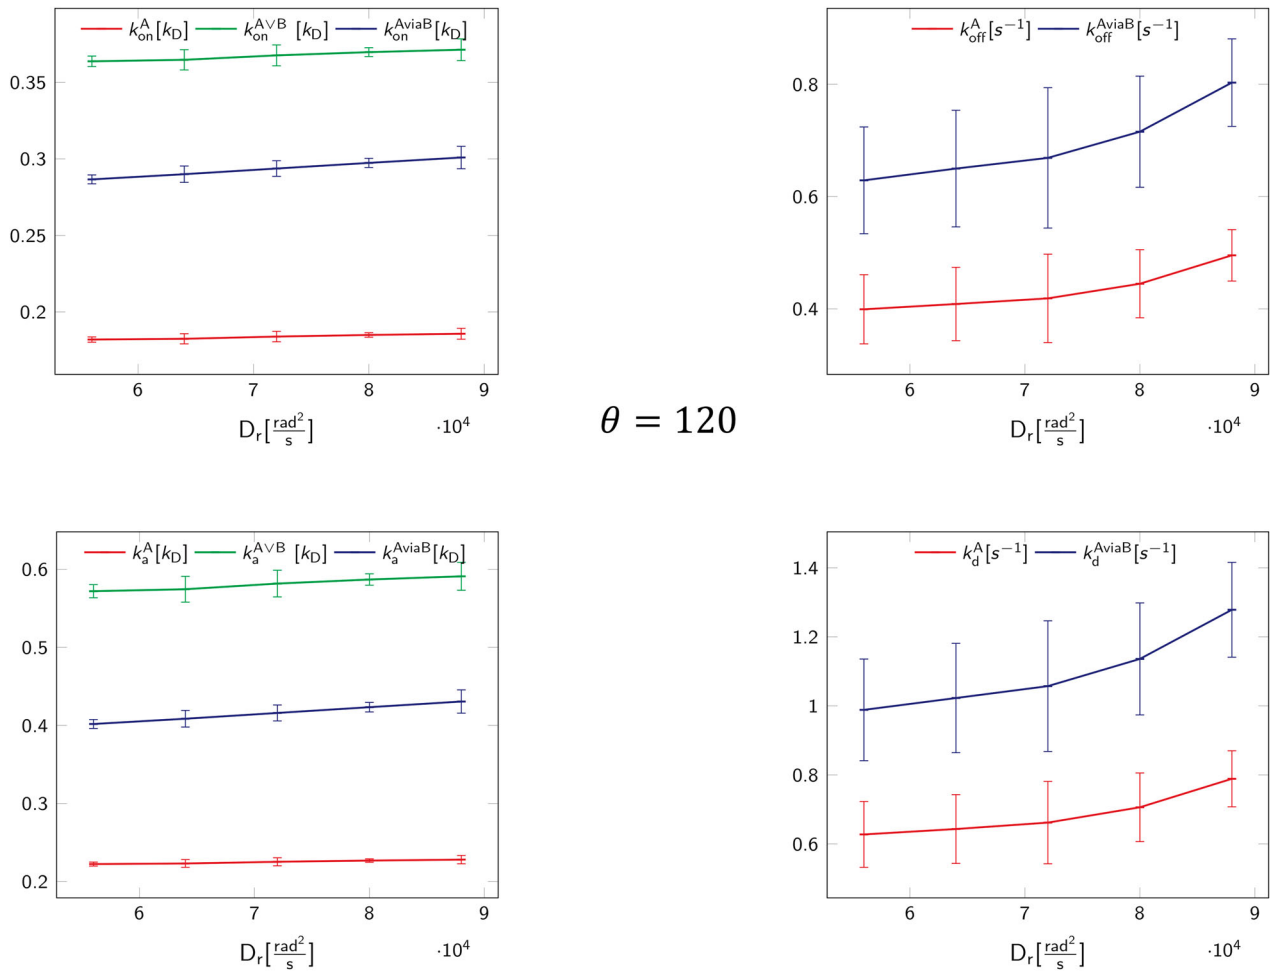 k_on^A[k_D] k_on^A∨B [k_D] k_on^AviaB[k_D]
0.35
0.3
0.25
0.2
6 7 8 9
D_r[rad²/s] ·10⁴
k_off^A[s⁻¹] k_off^AviaB[s⁻¹]
0.8
0.6
0.4
6 7 8 9
D_r[rad²/s] ·10⁴
θ = 120
k_a^A[k_D] k_a^A∨B [k_D] k_a^AviaB[k_D]
0.6
0.5
0.4
0.3
0.2
6 7 8 9
D_r[rad²/s] ·10⁴
k_d^A[s⁻¹] k_d^AviaB[s⁻¹]
1.4
1.2
1
0.8
0.6
6 7 8 9
D_r[rad²/s] ·10⁴